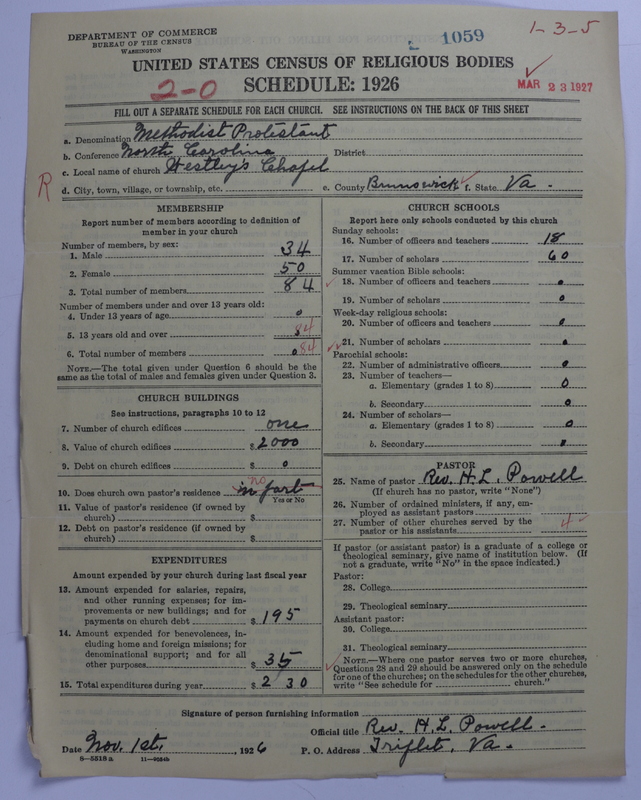 DEPARTMENT OF COMMERCE
BUREAU OF THE CENSUS
WASHINGTON
1059
1-3-5
UNITED STATES CENSUS OF RELIGIOUS BODIES
2-0
SCHEDULE: 1926
MAR 23 1927
FILL OUT A SEPARATE SCHEDULE FOR EACH CHURCH. SEE INSTRUCTIONS ON THE BACK OF THIS SHEET
a. Denomination Methodist Protestant
b. Conference North Carolina District
c. Local name of church Westley's Chapel
R
d. City, town, village, or township, etc. e. County Brunswick f. State Va.
MEMBERSHIP
Report number of members according to definition of
member in your church
Number of members, by sex:
1. Male 34
2. Female 50
3. Total number of members 84
Number of members under and over 13 years old:
4. Under 13 years of age 0
5. 13 years old and over 84
6. Total number of members 0 84
NOTE.—The total given under Question 6 should be the
same as the total of males and females given under Question 3.
CHURCH BUILDINGS
See instructions, paragraphs 10 to 12
7. Number of church edifices one
8. Value of church edifices $ 2000
9. Debt on church edifices $ 0
10. Does church own pastor's residence in part no
Yes or No
11. Value of pastor's residence (if owned by
church) $
12. Debt on pastor's residence (if owned by
church) $
EXPENDITURES
Amount expended by your church during last fiscal year
13. Amount expended for salaries, repairs,
and other running expenses; for im-
provements or new buildings; and for
payments on church debt $ 195
14. Amount expended for benevolences, in-
cluding home and foreign missions; for
denominational support; and for all
other purposes $ 35
15. Total expenditures during year $ 230
CHURCH SCHOOLS
Report here only schools conducted by this church
Sunday schools:
16. Number of officers and teachers 18
17. Number of scholars 60
Summer vacation Bible schools:
18. Number of officers and teachers 0
19. Number of scholars 0
Week-day religious schools:
20. Number of officers and teachers 0
21. Number of scholars 0
Parochial schools:
22. Number of administrative officers 0
23. Number of teachers—
a. Elementary (grades 1 to 8) 0
b. Secondary 0
24. Number of scholars—
a. Elementary (grades 1 to 8) 0
b. Secondary 0
PASTOR
25. Name of pastor Rev. H. L. Powell
(If church has no pastor, write "None")
26. Number of ordained ministers, if any, em-
ployed as assistant pastors
27. Number of other churches served by the
pastor or his assistants 4
If pastor (or assistant pastor) is a graduate of a college or
theological seminary, give name of institution below. (If
not a graduate, write "No" in the space indicated.)
Pastor:
28. College
29. Theological seminary
Assistant pastor:
30. College
31. Theological seminary
NOTE.—Where one pastor serves two or more churches,
Questions 28 and 29 should be answered only on the schedule
for one of the churches; on the schedules for the other churches,
write "See schedule for church."
Signature of person furnishing information
Official title Rev. H. L. Powell.
Date Nov. 1st, 1926 P. O. Address Triplet, Va.
8-5518a 11-9034b